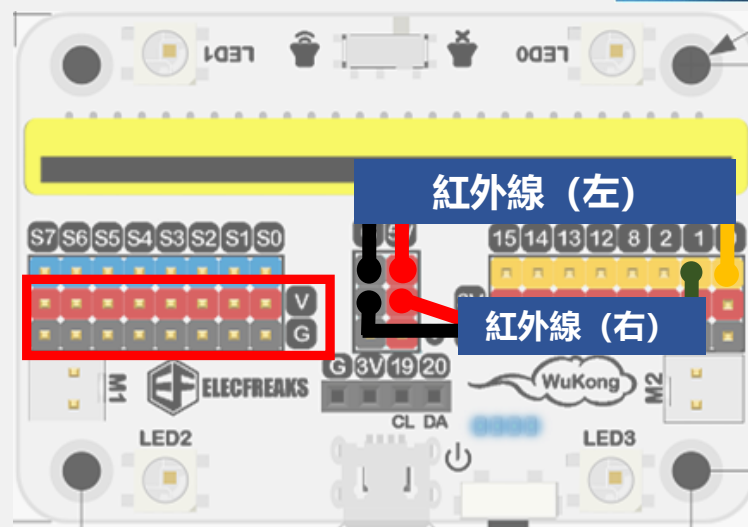 LED1
LED0
紅外線（左）
S7 S6 S5 S4 S3 S2 S1 S0
15 14 13 12 8 2 1
V
G
紅外線（右）
G 3V 19 20
M1
ELECFREAKS
WuKong
M2
CL DA
LED2
LED3